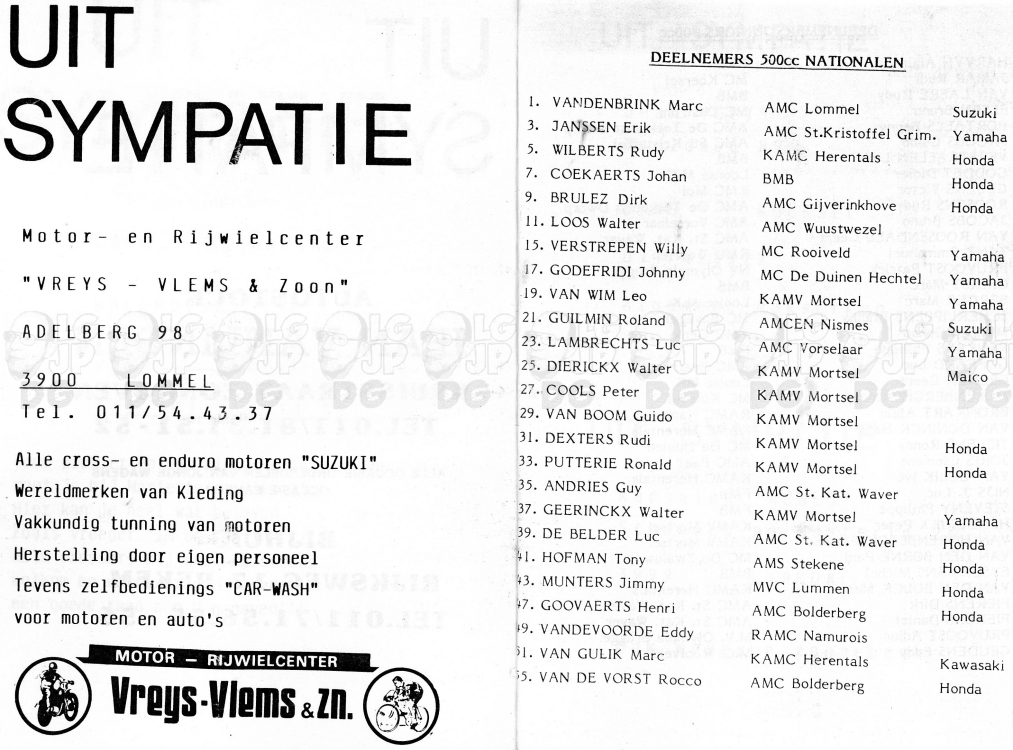 UIT
SYMPATIE
Motor- en Rijwielcenter
"VREYS - VLEMS & Zoon"
ADELBERG 98
3900 LOMMEL
Tel. 011/54.43.37
Alle cross- en enduro motoren "SUZUKI"
Wereldmerken van Kleding
Vakkundig tunning van motoren
Herstelling door eigen personeel
Tevens zelfbedienings "CAR-WASH"
voor motoren en auto's
MOTOR - RIJWIELCENTER
Vreys-Vlems & zn.
DEELNEMERS 500cc NATIONALEN
1. VANDENBRINK Marc AMC Lommel Suzuki
3. JANSSEN Erik AMC St.Kristoffel Grim. Yamaha
5. WILBERTS Rudy KAMC Herentals Honda
7. COEKAERTS Johan BMB Honda
9. BRULEZ Dirk AMC Gijverinkhove Honda
11. LOOS Walter AMC Wuustwezel
15. VERSTREPEN Willy MC Rooiveld Yamaha
17. GODEFRIDI Johnny MC De Duinen Hechtel Yamaha
19. VAN WIM Leo KAMV Mortsel Yamaha
21. GUILMIN Roland AMCEN Nismes Suzuki
23. LAMBRECHTS Luc AMC Vorselaar Yamaha
25. DIERICKX Walter KAMV Mortsel Maico
27. COOLS Peter KAMV Mortsel
29. VAN BOOM Guido KAMV Mortsel
31. DEXTERS Rudi KAMV Mortsel Honda
33. PUTTERIE Ronald KAMV Mortsel Honda
35. ANDRIES Guy AMC St. Kat. Waver
37. GEERINCKX Walter KAMV Mortsel Yamaha
39. DE BELDER Luc AMC St. Kat. Waver Honda
41. HOFMAN Tony AMS Stekene Honda
43. MUNTERS Jimmy MVC Lummen Honda
47. GOOVAERTS Henri AMC Bolderberg Honda
49. VANDEVOORDE Eddy RAMC Namurois
51. VAN GULIK Marc KAMC Herentals Kawasaki
55. VAN DE VORST Rocco AMC Bolderberg Honda